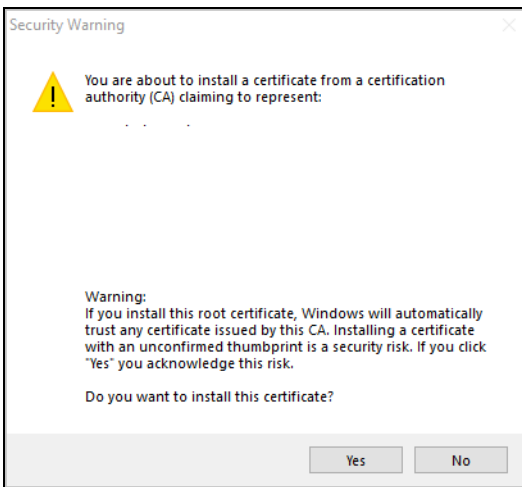 Security Warning
You are about to install a certificate from a certification
authority (CA) claiming to represent:
Warning:
If you install this root certificate, Windows will automatically
trust any certificate issued by this CA. Installing a certificate
with an unconfirmed thumbprint is a security risk. If you click
"Yes" you acknowledge this risk.
Do you want to install this certificate?
Yes
No